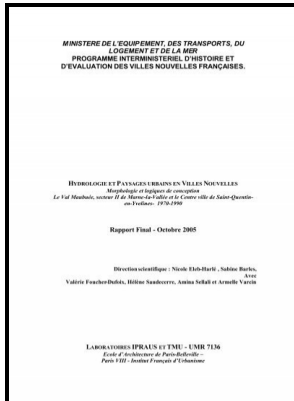 MINISTERE DE L'EQUIPEMENT, DES TRANSPORTS, DU
LOGEMENT ET DE LA MER
PROGRAMME INTERMINISTERIEL D'HISTOIRE ET
D'EVALUATION DES VILLES NOUVELLES FRANÇAISES.
HYDROLOGIE ET PAYSAGES URBAINS EN VILLES NOUVELLES
Morphologie et logiques de conception
Le Val Maubuée, secteur II de Marne-la-Vallée et le Centre ville de Saint-Quentin-
en-Yvelines- 1970-1990
Rapport Final - Octobre 2005
Direction scientifique : Nicole Eleb-Harlé , Sabine Barles,
Avec
Valérie Foucher-Dufoix, Hélène Saudecerre, Amina Sellali et Armelle Varcin
LABORATOIRES IPRAUS ET TMU - UMR 7136
Ecole d'Architecture de Paris-Belleville –
Paris VIII - Institut Français d'Urbanisme